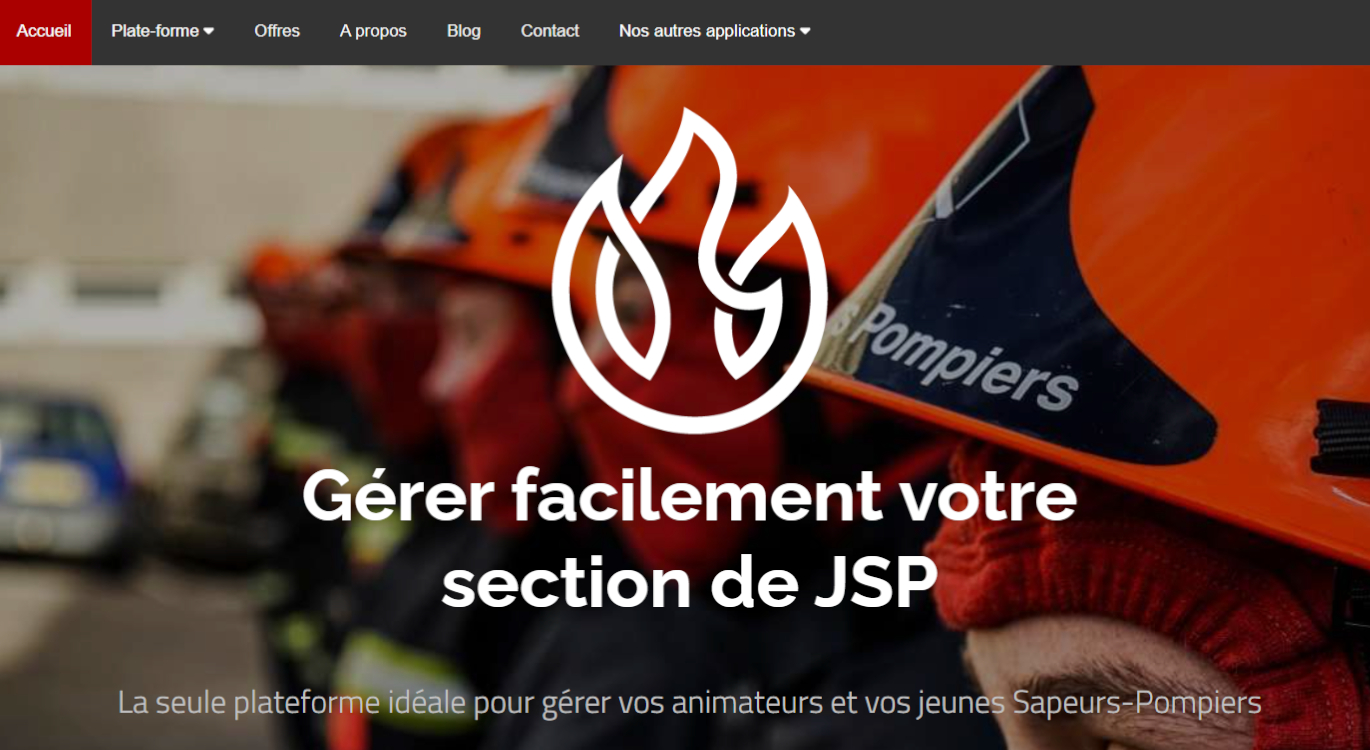 Accueil Plate-forme Offres A propos Blog Contact Nos autres applications
s Pompiers
Gérer facilement votre
section de JSP
La seule plateforme idéale pour gérer vos animateurs et vos jeunes Sapeurs-Pompiers